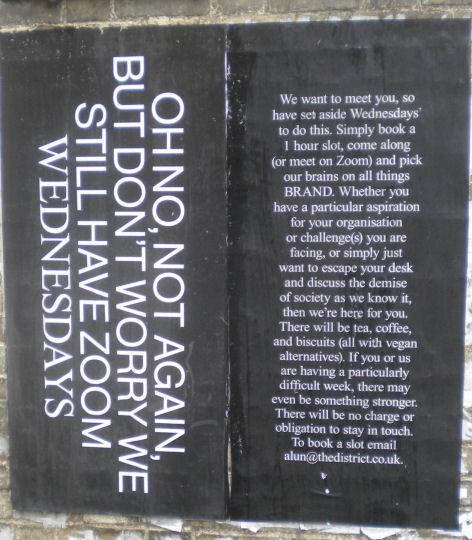 OH NO, NOT AGAIN,
BUT DON'T WORRY WE
STILL HAVE ZOOM
WEDNESDAYS
We want to meet you, so
have set aside Wednesdays'
to do this. Simply book a
1 hour slot, come along
(or meet on Zoom) and pick
our brains on all things
BRAND. Whether you
have a particular aspiration
for your organisation
or challenge(s) you are
facing, or simply just
want to escape your desk
and discuss the demise
of society as we know it,
then we're here for you.
There will be tea, coffee,
and biscuits (all with vegan
alternatives). If you or us
are having a particularly
difficult week, there may
even be something stronger.
There will be no charge or
obligation to stay in touch.
To book a slot email
alun@thedistrict.co.uk.